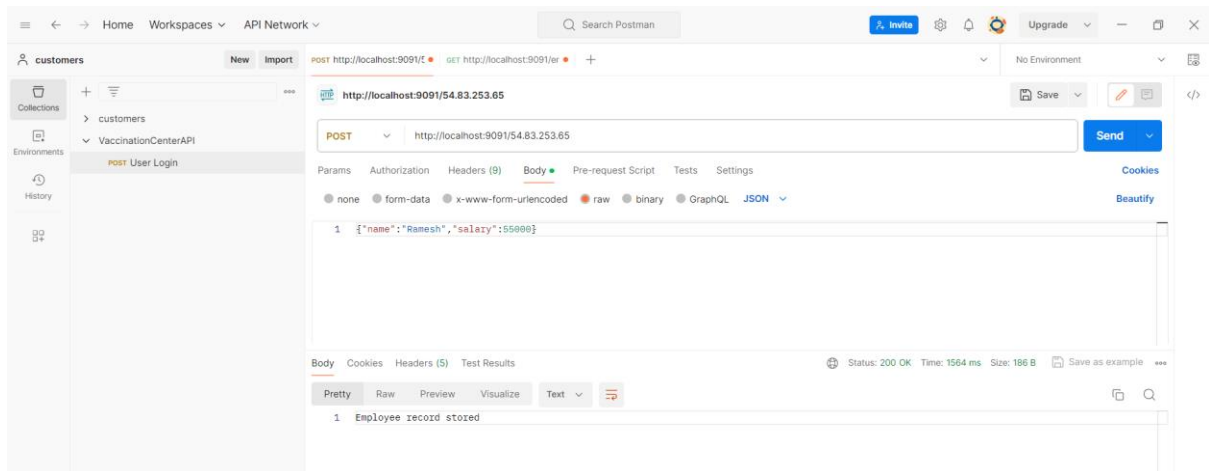 Home Workspaces API Network Search Postman Invite Upgrade
customers New Import POST http://localhost:9091/5 GET http://localhost:9091/er No Environment
Collections
Environments
History
customers
VaccinationCenterAPI
POST User Login
HTTP http://localhost:9091/54.83.253.65 Save
POST http://localhost:9091/54.83.253.65 Send
Params Authorization Headers (9) Body Pre-request Script Tests Settings Cookies
none form-data x-www-form-urlencoded raw binary GraphQL JSON Beautify
1 {"name":"Ramesh","salary":55000}
Body Cookies Headers (5) Test Results Status: 200 OK Time: 1564 ms Size: 186 B Save as example
Pretty Raw Preview Visualize Text
1 Employee record stored